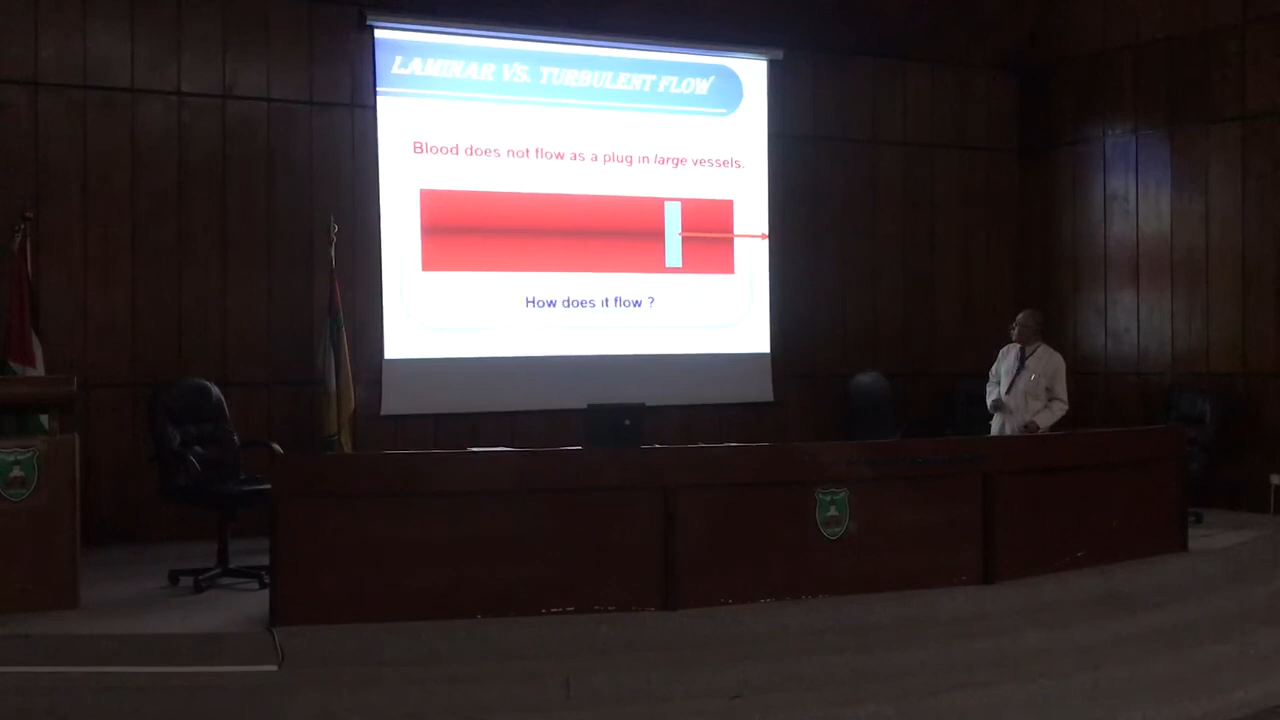 LAMINAR VS. TURBULENT FLOW
Blood does not flow as a plug in large vessels.
How does it flow ?